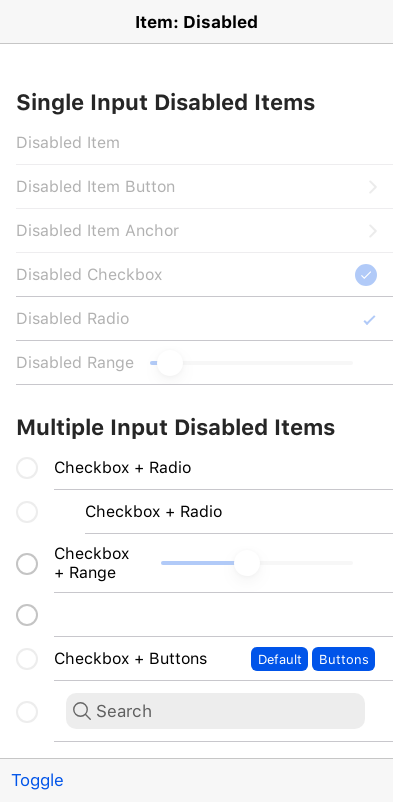 Item: Disabled
Single Input Disabled Items
Disabled Item
Disabled Item Button
Disabled Item Anchor
Disabled Checkbox
Disabled Radio
Disabled Range
Multiple Input Disabled Items
Checkbox + Radio
Checkbox + Radio
Checkbox
+ Range
Checkbox + Buttons Default Buttons
Search
Toggle